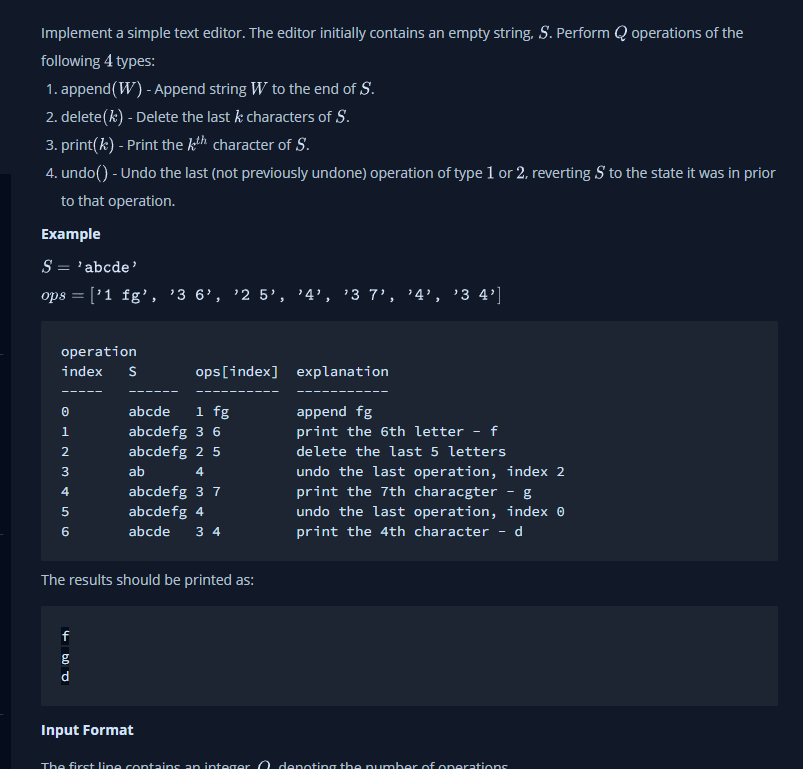 Implement a simple text editor. The editor initially contains an empty string, S. Perform Q operations of the
following 4 types:
1. append(W) - Append string W to the end of S.
2. delete(k) - Delete the last k characters of S.
3. print(k) - Print the kth character of S.
4. undo() - Undo the last (not previously undone) operation of type 1 or 2, reverting S to the state it was in prior
to that operation.
Example
S = 'abcde'
ops = ['1 fg', '3 6', '2 5', '4', '3 7', '4', '3 4']
operation
index   S       ops[index]  explanation
-----   ------  ----------  -----------
0       abcde   1 fg        append fg
1       abcdefg 3 6         print the 6th letter - f
2       abcdefg 2 5         delete the last 5 letters
3       ab      4           undo the last operation, index 2
4       abcdefg 3 7         print the 7th characgter - g
5       abcdefg 4           undo the last operation, index 0
6       abcde   3 4         print the 4th character - d
The results should be printed as:
f
g
d
Input Format
The first line contains an integer, Q, denoting the number of operations.